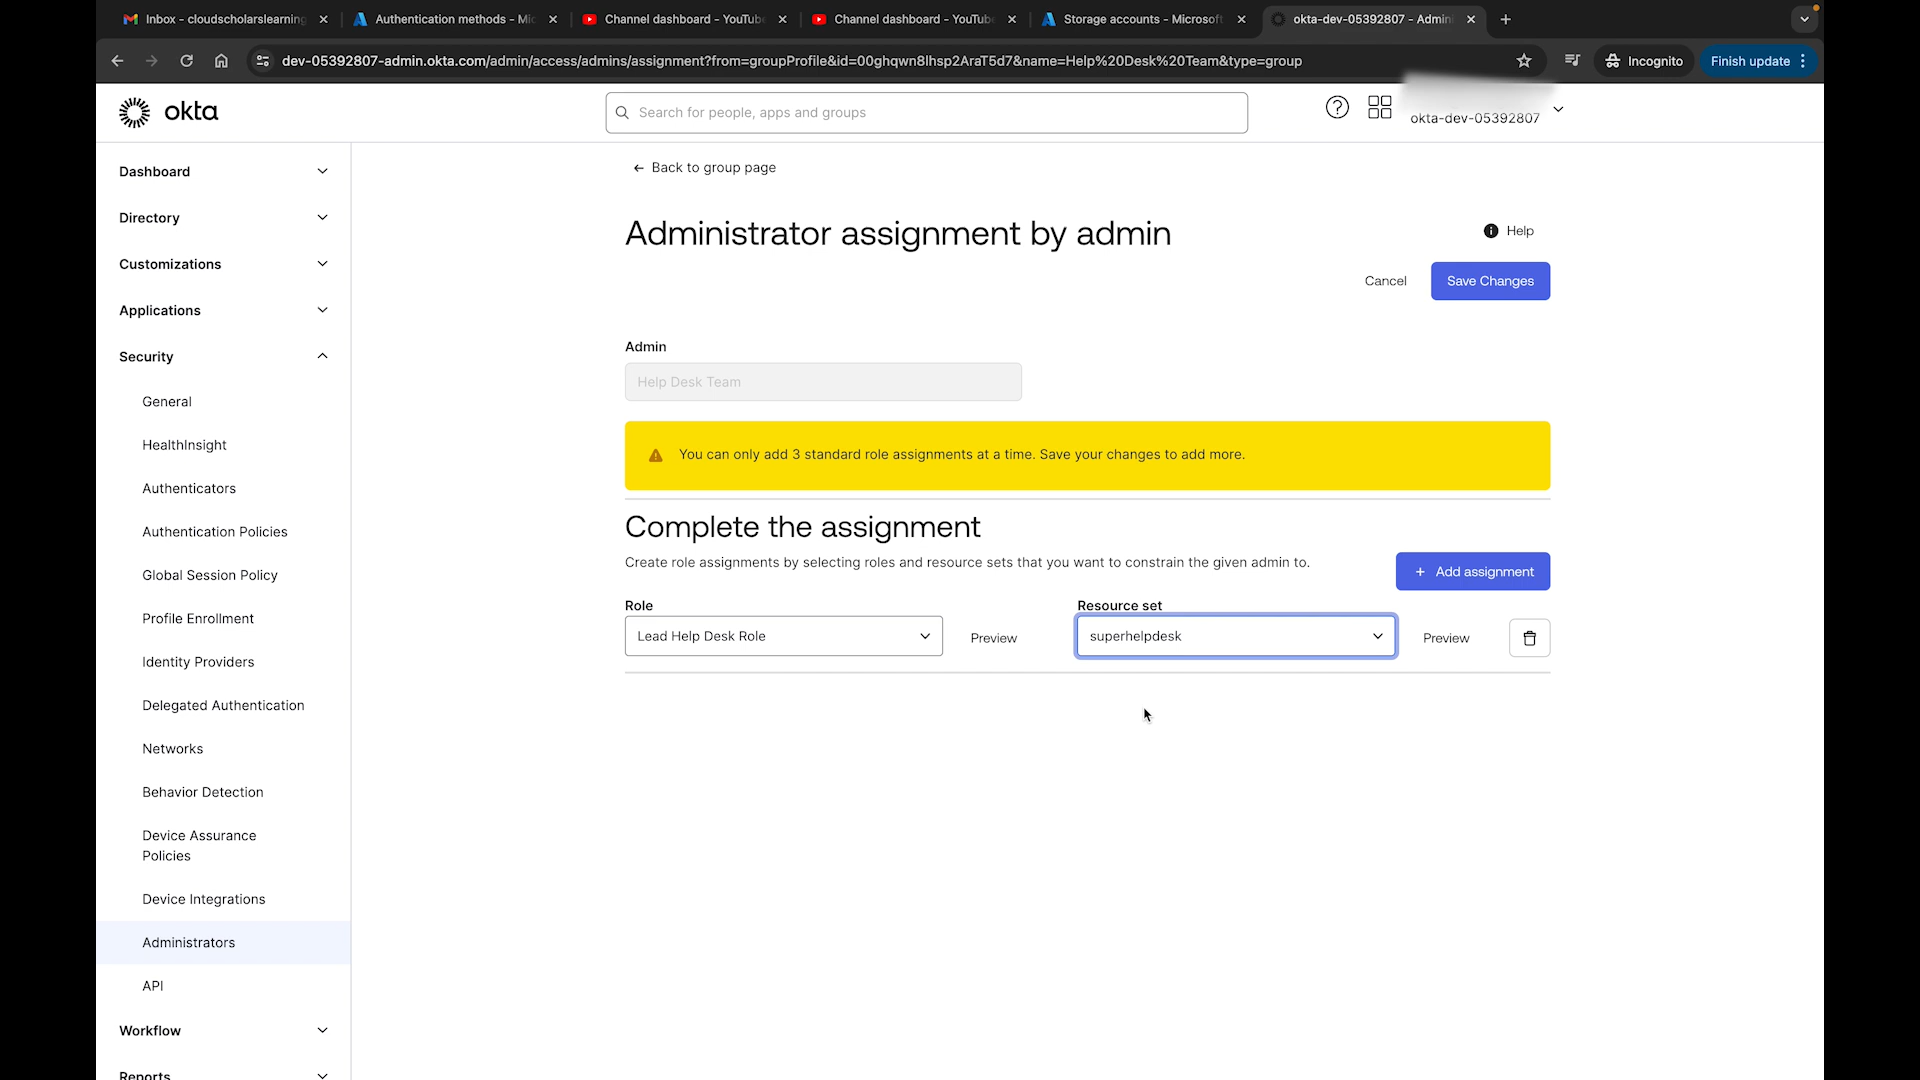 Inbox - cloudscholarslearning
Authentication methods - Mic
Channel dashboard - YouTube
Channel dashboard - YouTub
Storage accounts - Microsoft
okta-dev-05392807 - Admin
dev-05392807-admin.okta.com/admin/access/admins/assignment?from=groupProfile&id=00ghqwn8lhsp2AraT5d7&name=Help%20Desk%20Team&type=group
Incognito
Finish update
okta
Search for people, apps and groups
okta-dev-05392807
Dashboard
Directory
Customizations
Applications
Security
General
HealthInsight
Authenticators
Authentication Policies
Global Session Policy
Profile Enrollment
Identity Providers
Delegated Authentication
Networks
Behavior Detection
Device Assurance
Policies
Device Integrations
Administrators
API
Workflow
Reports
← Back to group page
Administrator assignment by admin
Help
Cancel
Save Changes
Admin
Help Desk Team
You can only add 3 standard role assignments at a time. Save your changes to add more.
Complete the assignment
Create role assignments by selecting roles and resource sets that you want to constrain the given admin to.
+ Add assignment
Role
Resource set
Lead Help Desk Role
Preview
superhelpdesk
Preview